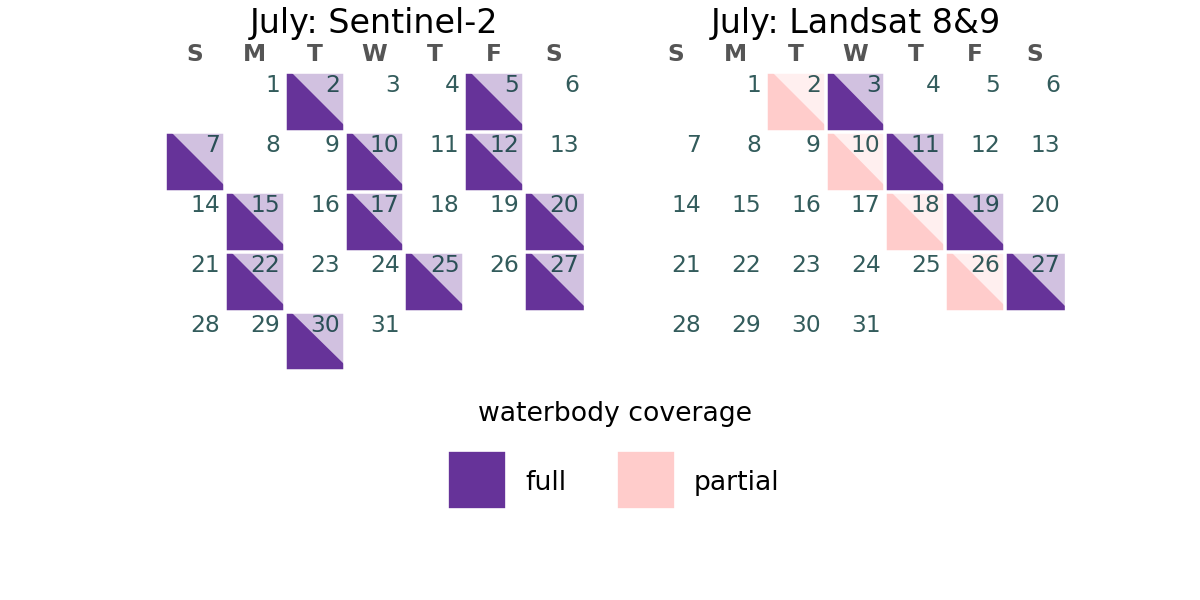 July: Sentinel-2
S M T W T F S
1 2 3 4 5 6
7 8 9 10 11 12 13
14 15 16 17 18 19 20
21 22 23 24 25 26 27
28 29 30 31
July: Landsat 8&9
S M T W T F S
1 2 3 4 5 6
7 8 9 10 11 12 13
14 15 16 17 18 19 20
21 22 23 24 25 26 27
28 29 30 31
waterbody coverage
full partial